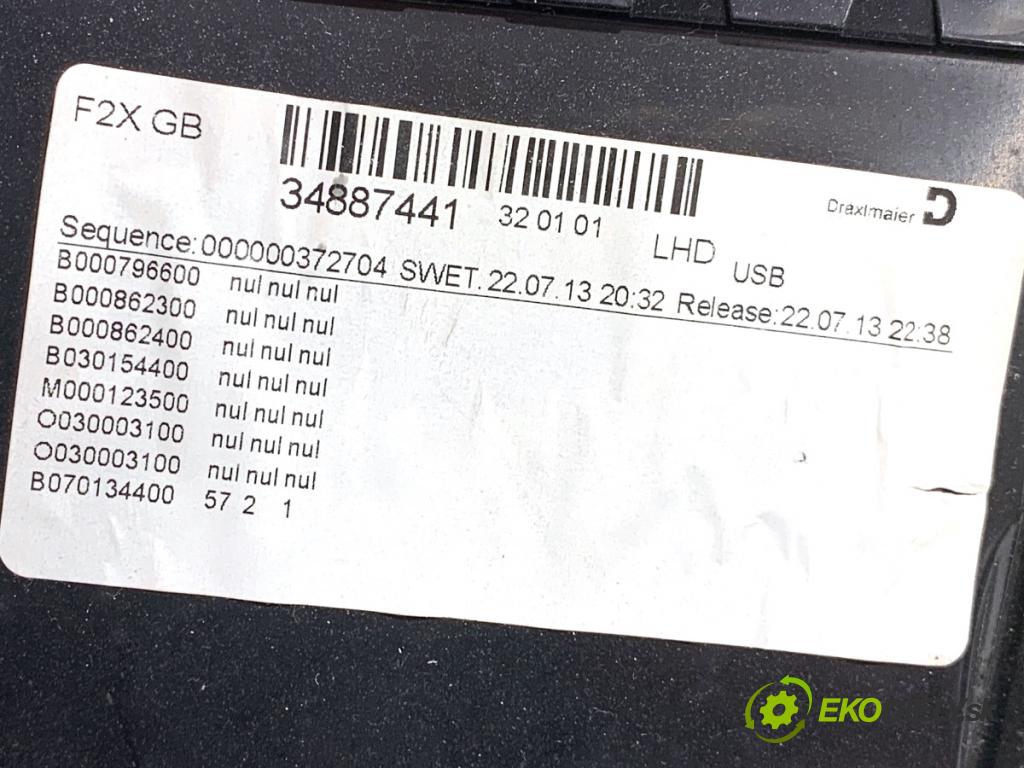 F2X GB
34887441 32 01 01 LHD USB
Draxlmaier
Sequence:000000372704 SWET. 22.07.13 20:32 Release:22.07.13 22:38
B000796600 nul nul nul
B000862300 nul nul nul
B000862400 nul nul nul
B030154400 nul nul nul
M000123500 nul nul nul
O030003100 nul nul nul
O030003100 nul nul nul
B070134400 57 2 1
EKO